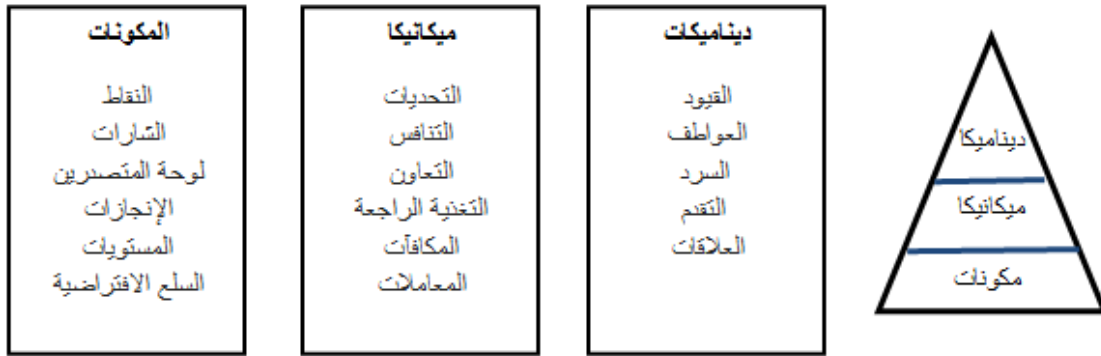 ديناميكا
ميكانيكا
مكونات
ديناميكات
القيود
العواطف
السرد
التقدم
العلاقات
ميكانيكا
التحديات
التنافس
التعاون
التغذية الراجعة
المكافآت
المعاملات
المكونات
النقاط
الشارات
لوحة المتصدرين
الإنجازات
المستويات
السلع الافتراضية